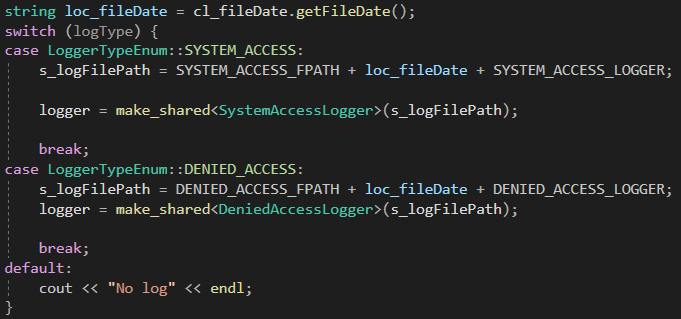 string loc_fileDate = cl_fileDate.getFileDate();
switch (logType) {
case LoggerTypeEnum::SYSTEM_ACCESS:
s_logFilePath = SYSTEM_ACCESS_FPATH + loc_fileDate + SYSTEM_ACCESS_LOGGER;
logger = make_shared<SystemAccessLogger>(s_logFilePath);
break;
case LoggerTypeEnum::DENIED_ACCESS:
s_logFilePath = DENIED_ACCESS_FPATH + loc_fileDate + DENIED_ACCESS_LOGGER;
logger = make_shared<DeniedAccessLogger>(s_logFilePath);
break;
default:
cout << "No log" << endl;
}